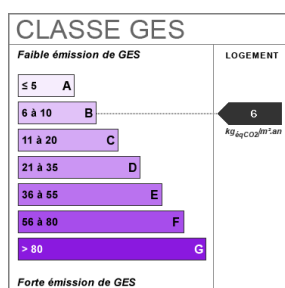 CLASSE GES
Faible émission de GES
LOGEMENT
≤ 5 A
6 à 10 B
6
kgéqCO2/m².an
11 à 20 C
21 à 35 D
36 à 55 E
56 à 80 F
> 80 G
Forte émission de GES